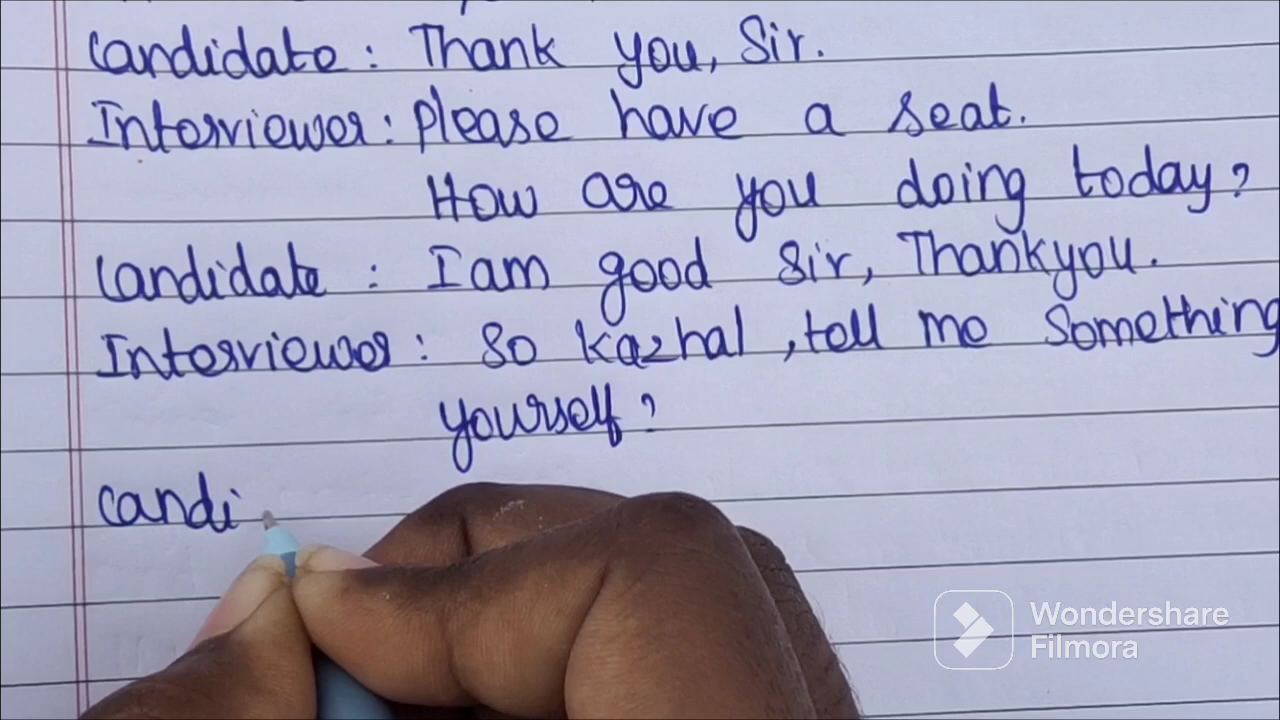 Candidate : Thank you, Sir.
Interviewer : please have a seat.
How are you doing today?
Candidate : I am good Sir, Thankyou.
Interviewer : So Kazhal , tell me Something
yourself?
Candi
Wondershare
Filmora